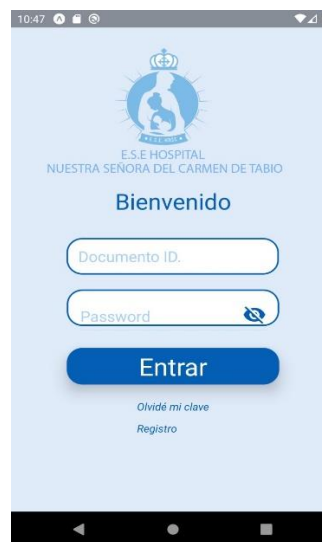 10:47
E.S.E HOSPITAL
NUESTRA SEÑORA DEL CARMEN DE TABIO
Bienvenido
Documento ID.
Password
Entrar
Olvidé mi clave
Registro